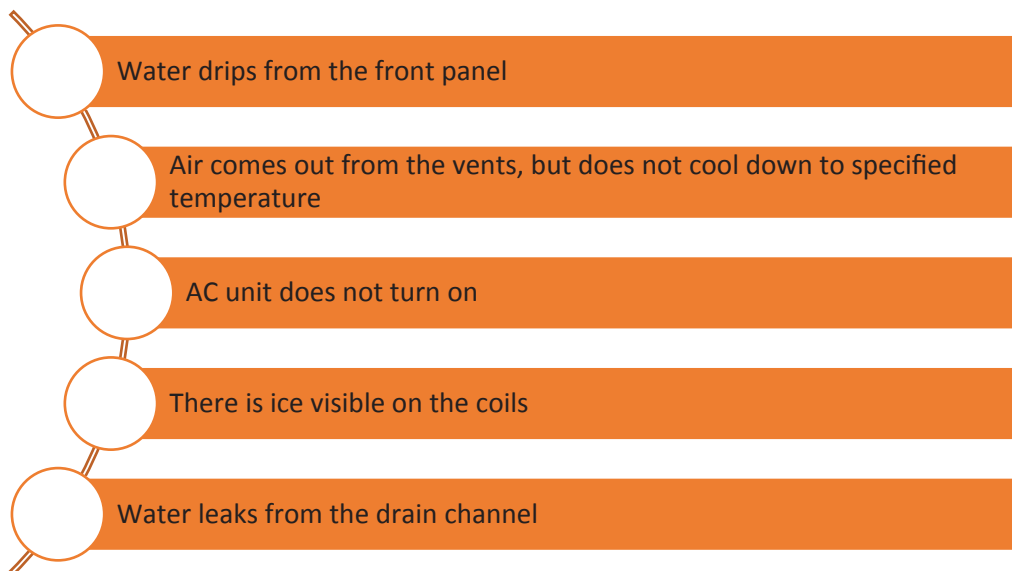 Water drips from the front panel
Air comes out from the vents, but does not cool down to specified
temperature
AC unit does not turn on
There is ice visible on the coils
Water leaks from the drain channel